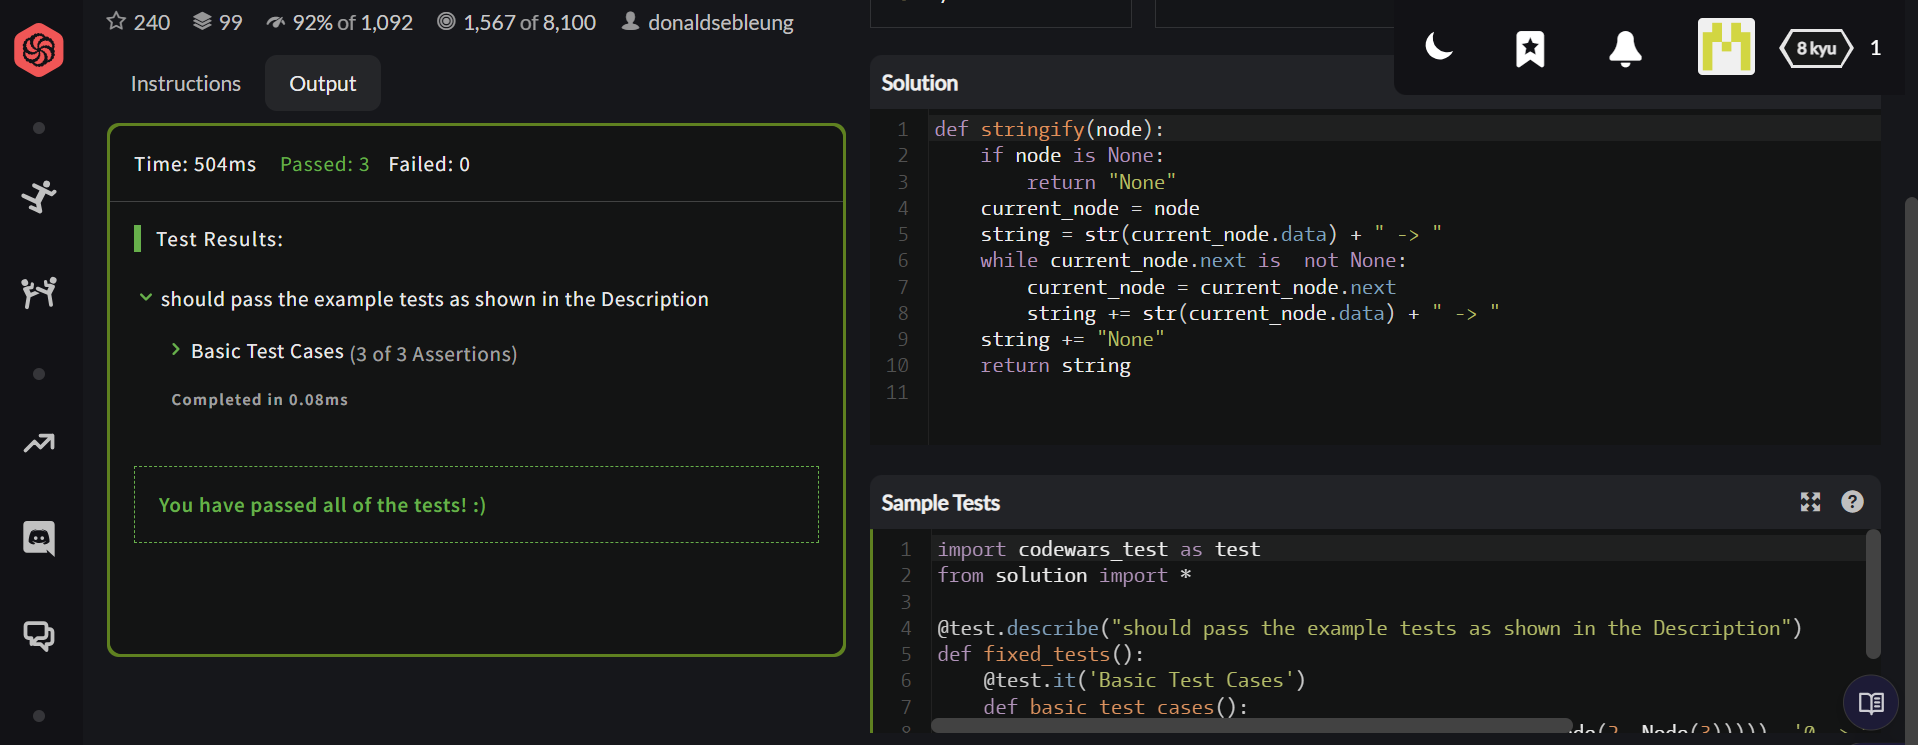 240 99 92% of 1,092 1,567 of 8,100 donaldsebleung
8 kyu 1
Instructions Output
Time: 504ms Passed: 3 Failed: 0
Test Results:
should pass the example tests as shown in the Description
Basic Test Cases (3 of 3 Assertions)
Completed in 0.08ms
You have passed all of the tests! :)
Solution
1 def stringify(node):
2     if node is None:
3         return "None"
4     current_node = node
5     string = str(current_node.data) + " -> "
6     while current_node.next is  not None:
7         current_node = current_node.next
8         string += str(current_node.data) + " -> "
9     string += "None"
10     return string
11
Sample Tests
1 import codewars_test as test
2 from solution import *
3
4 @test.describe("should pass the example tests as shown in the Description")
5 def fixed_tests():
6     @test.it('Basic Test Cases')
7     def basic_test_cases():
8